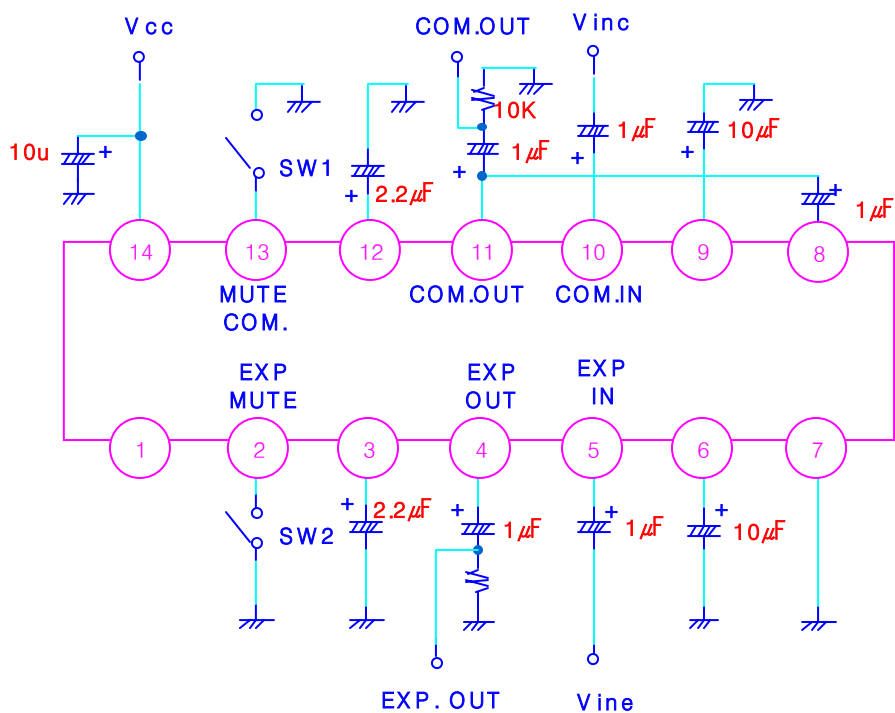 Vcc
COM.OUT
Vinc
10K
10u
+
SW1
+
2.2µF
+
1µF
+
1µF
+
10µF
+
1µF
14
13
12
11
10
9
8
MUTE
COM.
COM.OUT
COM.IN
EXP
MUTE
EXP
OUT
EXP
IN
1
2
3
4
5
6
7
SW2
+
2.2µF
+
1µF
+
1µF
+
10µF
EXP. OUT
Vine